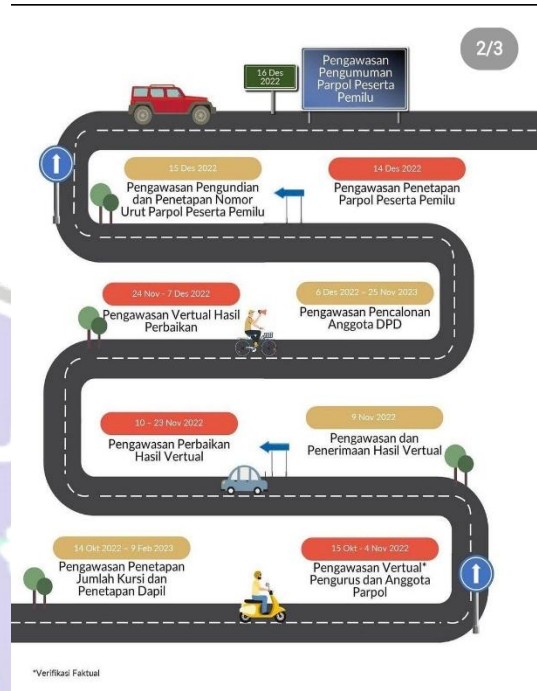 2/3
16 Des
2022
Pengawasan
Pengumuman
Parpol Peserta
Pemilu
15 Des 2022
Pengawasan Pengundian
dan Penetapan Nomor
Urut Parpol Peserta Pemilu
14 Des 2022
Pengawasan Penetapan
Parpol Peserta Pemilu
24 Nov - 7 Des 2022
Pengawasan Vertual Hasil
Perbaikan
6 Des 2022 – 25 Nov 2023
Pengawasan Pencalonan
Anggota DPD
10 – 23 Nov 2022
Pengawasan Perbaikan
Hasil Vertual
9 Nov 2022
Pengawasan dan
Penerimaan Hasil Vertual
14 Okt 2022 – 9 Feb 2023
Pengawasan Penetapan
Jumlah Kursi dan
Penetapan Dapil
15 Okt - 4 Nov 2022
Pengawasan Vertual*
Pengurus dan Anggota
Parpol
*Verifikasi Faktual